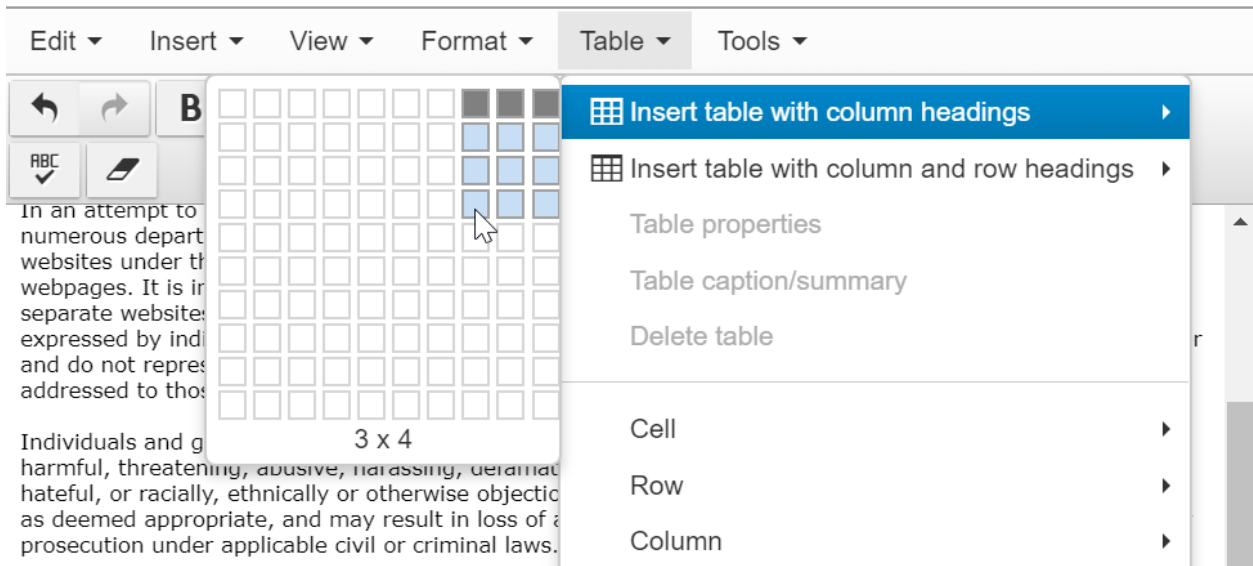 Edit Insert View Format Table Tools
B
ABC
Insert table with column headings
Insert table with column and row headings
Table properties
Table caption/summary
Delete table
Cell
Row
Column
3 x 4
In an attempt to
numerous depart
websites under th
webpages. It is in
separate websites
expressed by indi r
and do not repres
addressed to thos
Individuals and g
harmful, threatening, abusive, harassing, defamat
hateful, or racially, ethnically or otherwise objectio
as deemed appropriate, and may result in loss of a
prosecution under applicable civil or criminal laws.